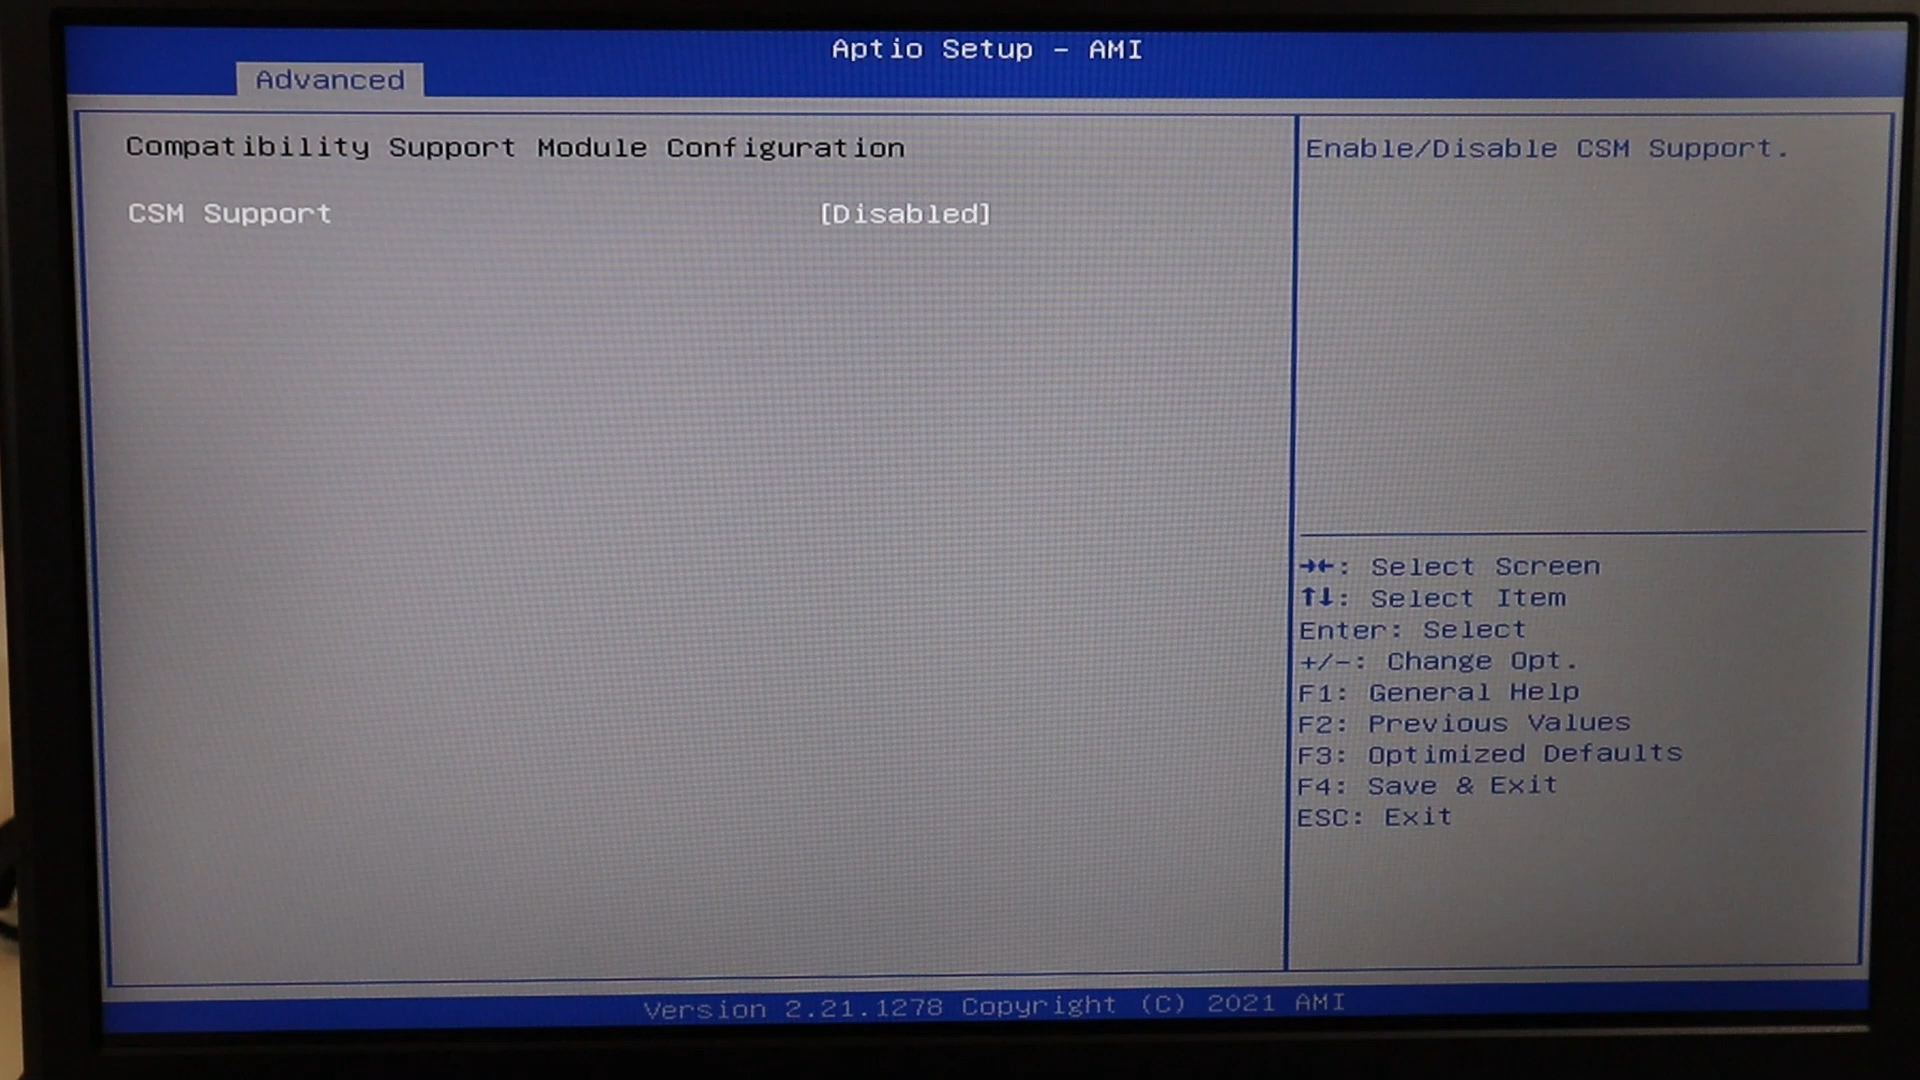 Aptio Setup - AMI
Advanced
Compatibility Support Module Configuration
CSM Support [Disabled]
Enable/Disable CSM Support.
→←: Select Screen
↑↓: Select Item
Enter: Select
+/-: Change Opt.
F1: General Help
F2: Previous Values
F3: Optimized Defaults
F4: Save & Exit
ESC: Exit
Version 2.21.1278 Copyright (C) 2021 AMI